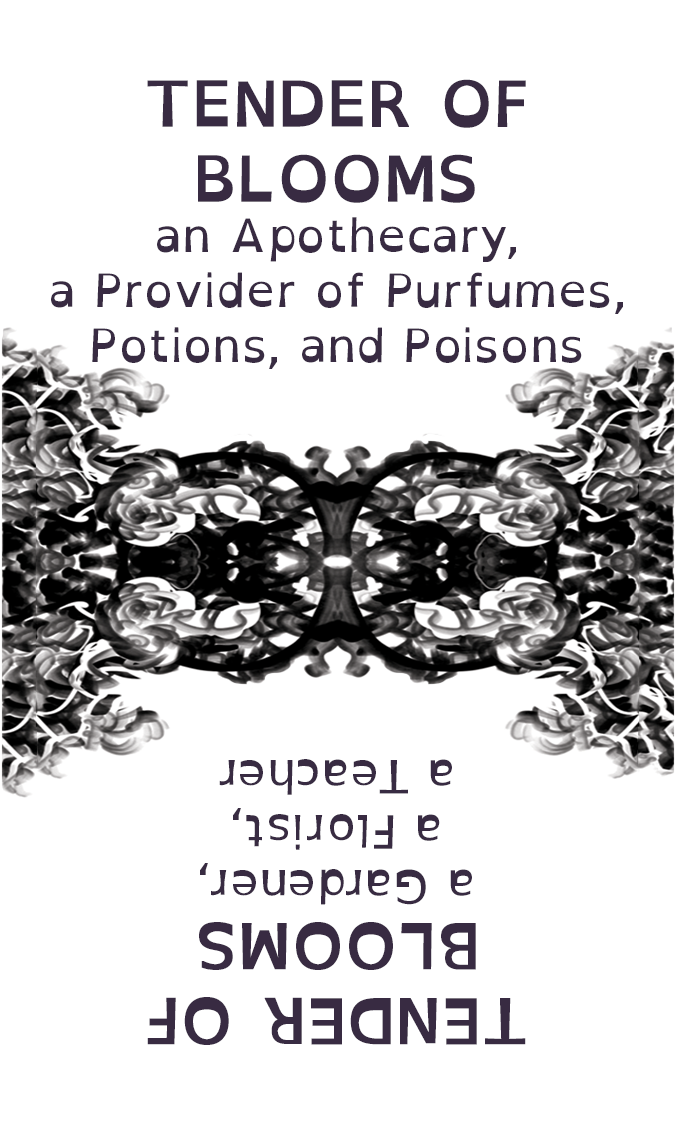 TENDER OF
BLOOMS
an Apothecary,
a Provider of Purfumes,
Potions, and Poisons
TENDER OF
BLOOMS
a Gardener,
a Florist,
a Teacher